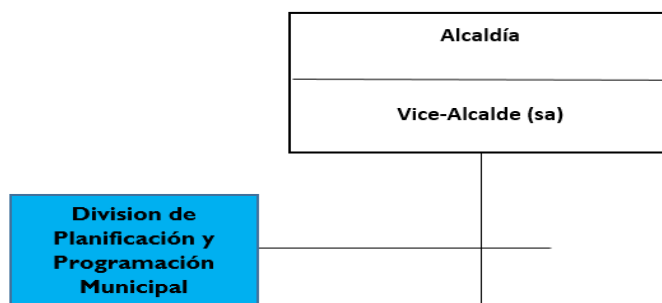 Alcaldía
Vice-Alcalde (sa)
Division de
Planificación y
Programación
Municipal